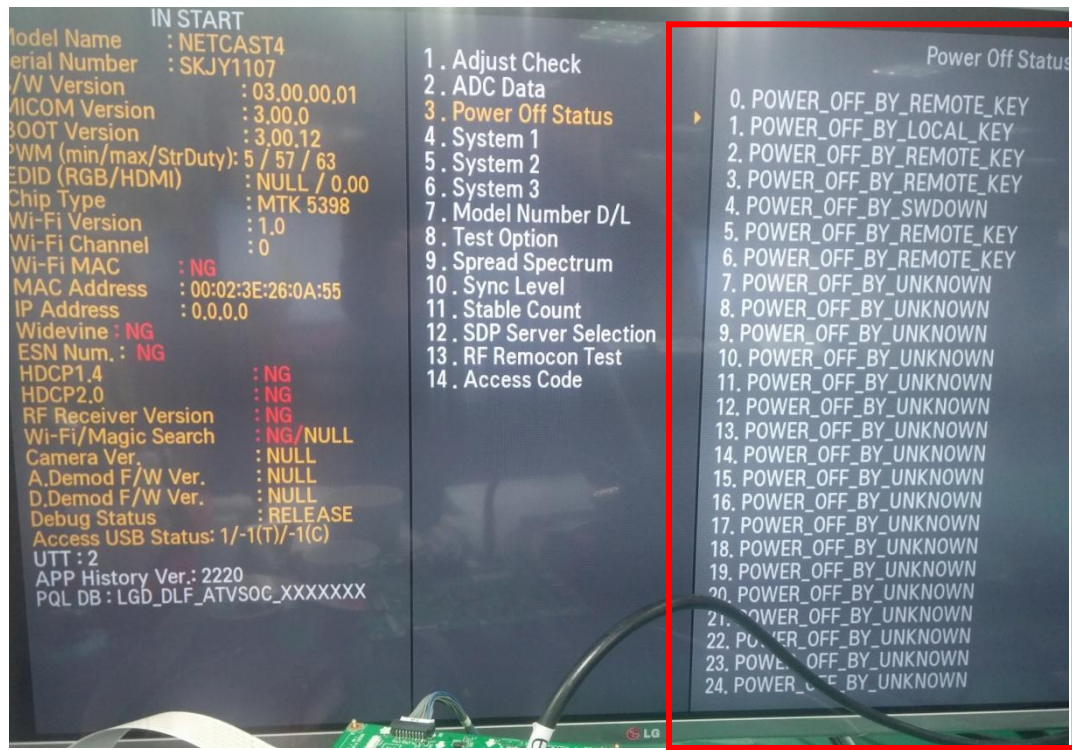 IN START
Model Name : NETCAST4
erial Number : SKJY1107
/W Version : 03.00.00.01
MICOM Version : 3.00.0
BOOT Version : 3.00.12
PWM (min/max/StrDuty): 5 / 57 / 63
EDID (RGB/HDMI) : NULL / 0.00
Chip Type : MTK 5398
Wi-Fi Version : 1.0
Wi-Fi Channel : 0
Wi-Fi MAC : NG
MAC Address : 00:02:3E:26:0A:55
IP Address : 0.0.0.0
Widevine : NG
ESN Num. : NG
HDCP1.4 : NG
HDCP2.0 : NG
RF Receiver Version : NG
Wi-Fi/Magic Search : NG/NULL
Camera Ver. : NULL
A.Demod F/W Ver. : NULL
D.Demod F/W Ver. : NULL
Debug Status : RELEASE
Access USB Status: 1/-1(T)/-1(C)
UTT : 2
APP History Ver.: 2220
PQL DB : LGD_DLF_ATVSOC_XXXXXXX
1 . Adjust Check
2 . ADC Data
3 . Power Off Status
4 . System 1
5 . System 2
6 . System 3
7 . Model Number D/L
8 . Test Option
9 . Spread Spectrum
10 . Sync Level
11 . Stable Count
12 . SDP Server Selection
13 . RF Remocon Test
14 . Access Code
Power Off Status
0. POWER_OFF_BY_REMOTE_KEY
1. POWER_OFF_BY_LOCAL_KEY
2. POWER_OFF_BY_REMOTE_KEY
3. POWER_OFF_BY_REMOTE_KEY
4. POWER_OFF_BY_SWDOWN
5. POWER_OFF_BY_REMOTE_KEY
6. POWER_OFF_BY_REMOTE_KEY
7. POWER_OFF_BY_UNKNOWN
8. POWER_OFF_BY_UNKNOWN
9. POWER_OFF_BY_UNKNOWN
10. POWER_OFF_BY_UNKNOWN
11. POWER_OFF_BY_UNKNOWN
12. POWER_OFF_BY_UNKNOWN
13. POWER_OFF_BY_UNKNOWN
14. POWER_OFF_BY_UNKNOWN
15. POWER_OFF_BY_UNKNOWN
16. POWER_OFF_BY_UNKNOWN
17. POWER_OFF_BY_UNKNOWN
18. POWER_OFF_BY_UNKNOWN
19. POWER_OFF_BY_UNKNOWN
20. POWER_OFF_BY_UNKNOWN
21. POWER_OFF_BY_UNKNOWN
22. POWER_OFF_BY_UNKNOWN
23. POWER_OFF_BY_UNKNOWN
24. POWER_OFF_BY_UNKNOWN
LG